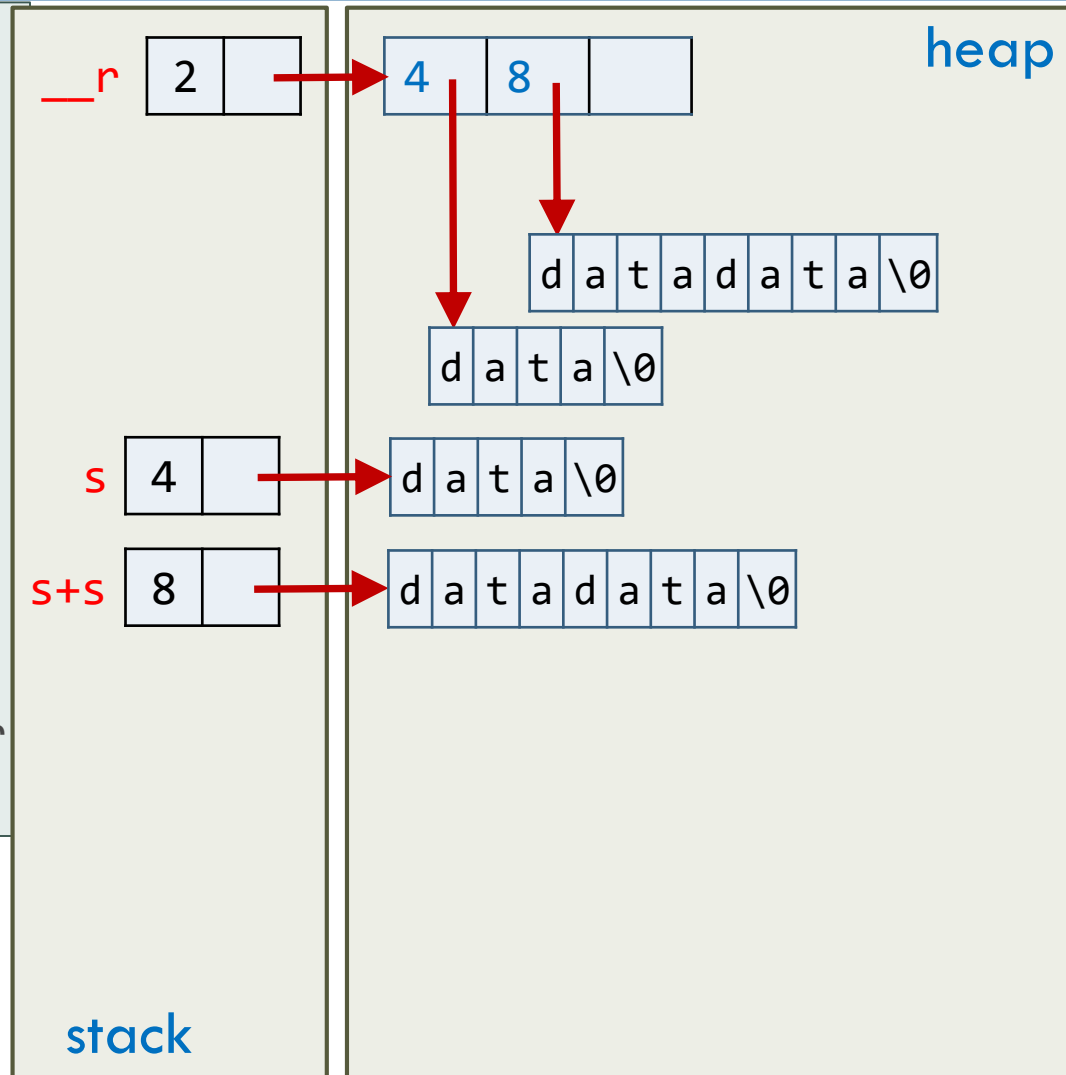 heap
__r 2 4 8
d a t a d a t a \0
d a t a \0
s 4 d a t a \0
s+s 8 d a t a d a t a \0
stack